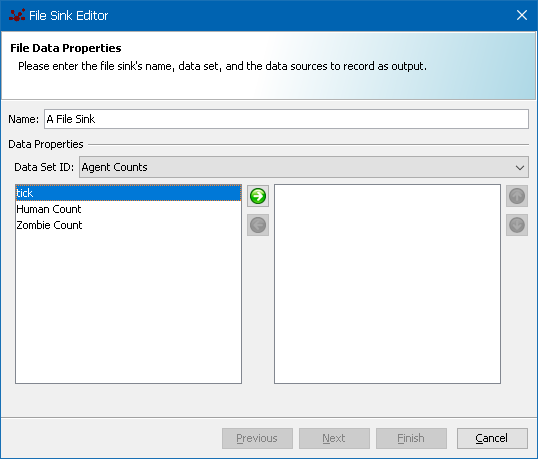 File Sink Editor
File Data Properties
Please enter the file sink's name, data set, and the data sources to record as output.
Name: A File Sink
Data Properties
Data Set ID: Agent Counts
tick
Human Count
Zombie Count
Previous Next Finish Cancel